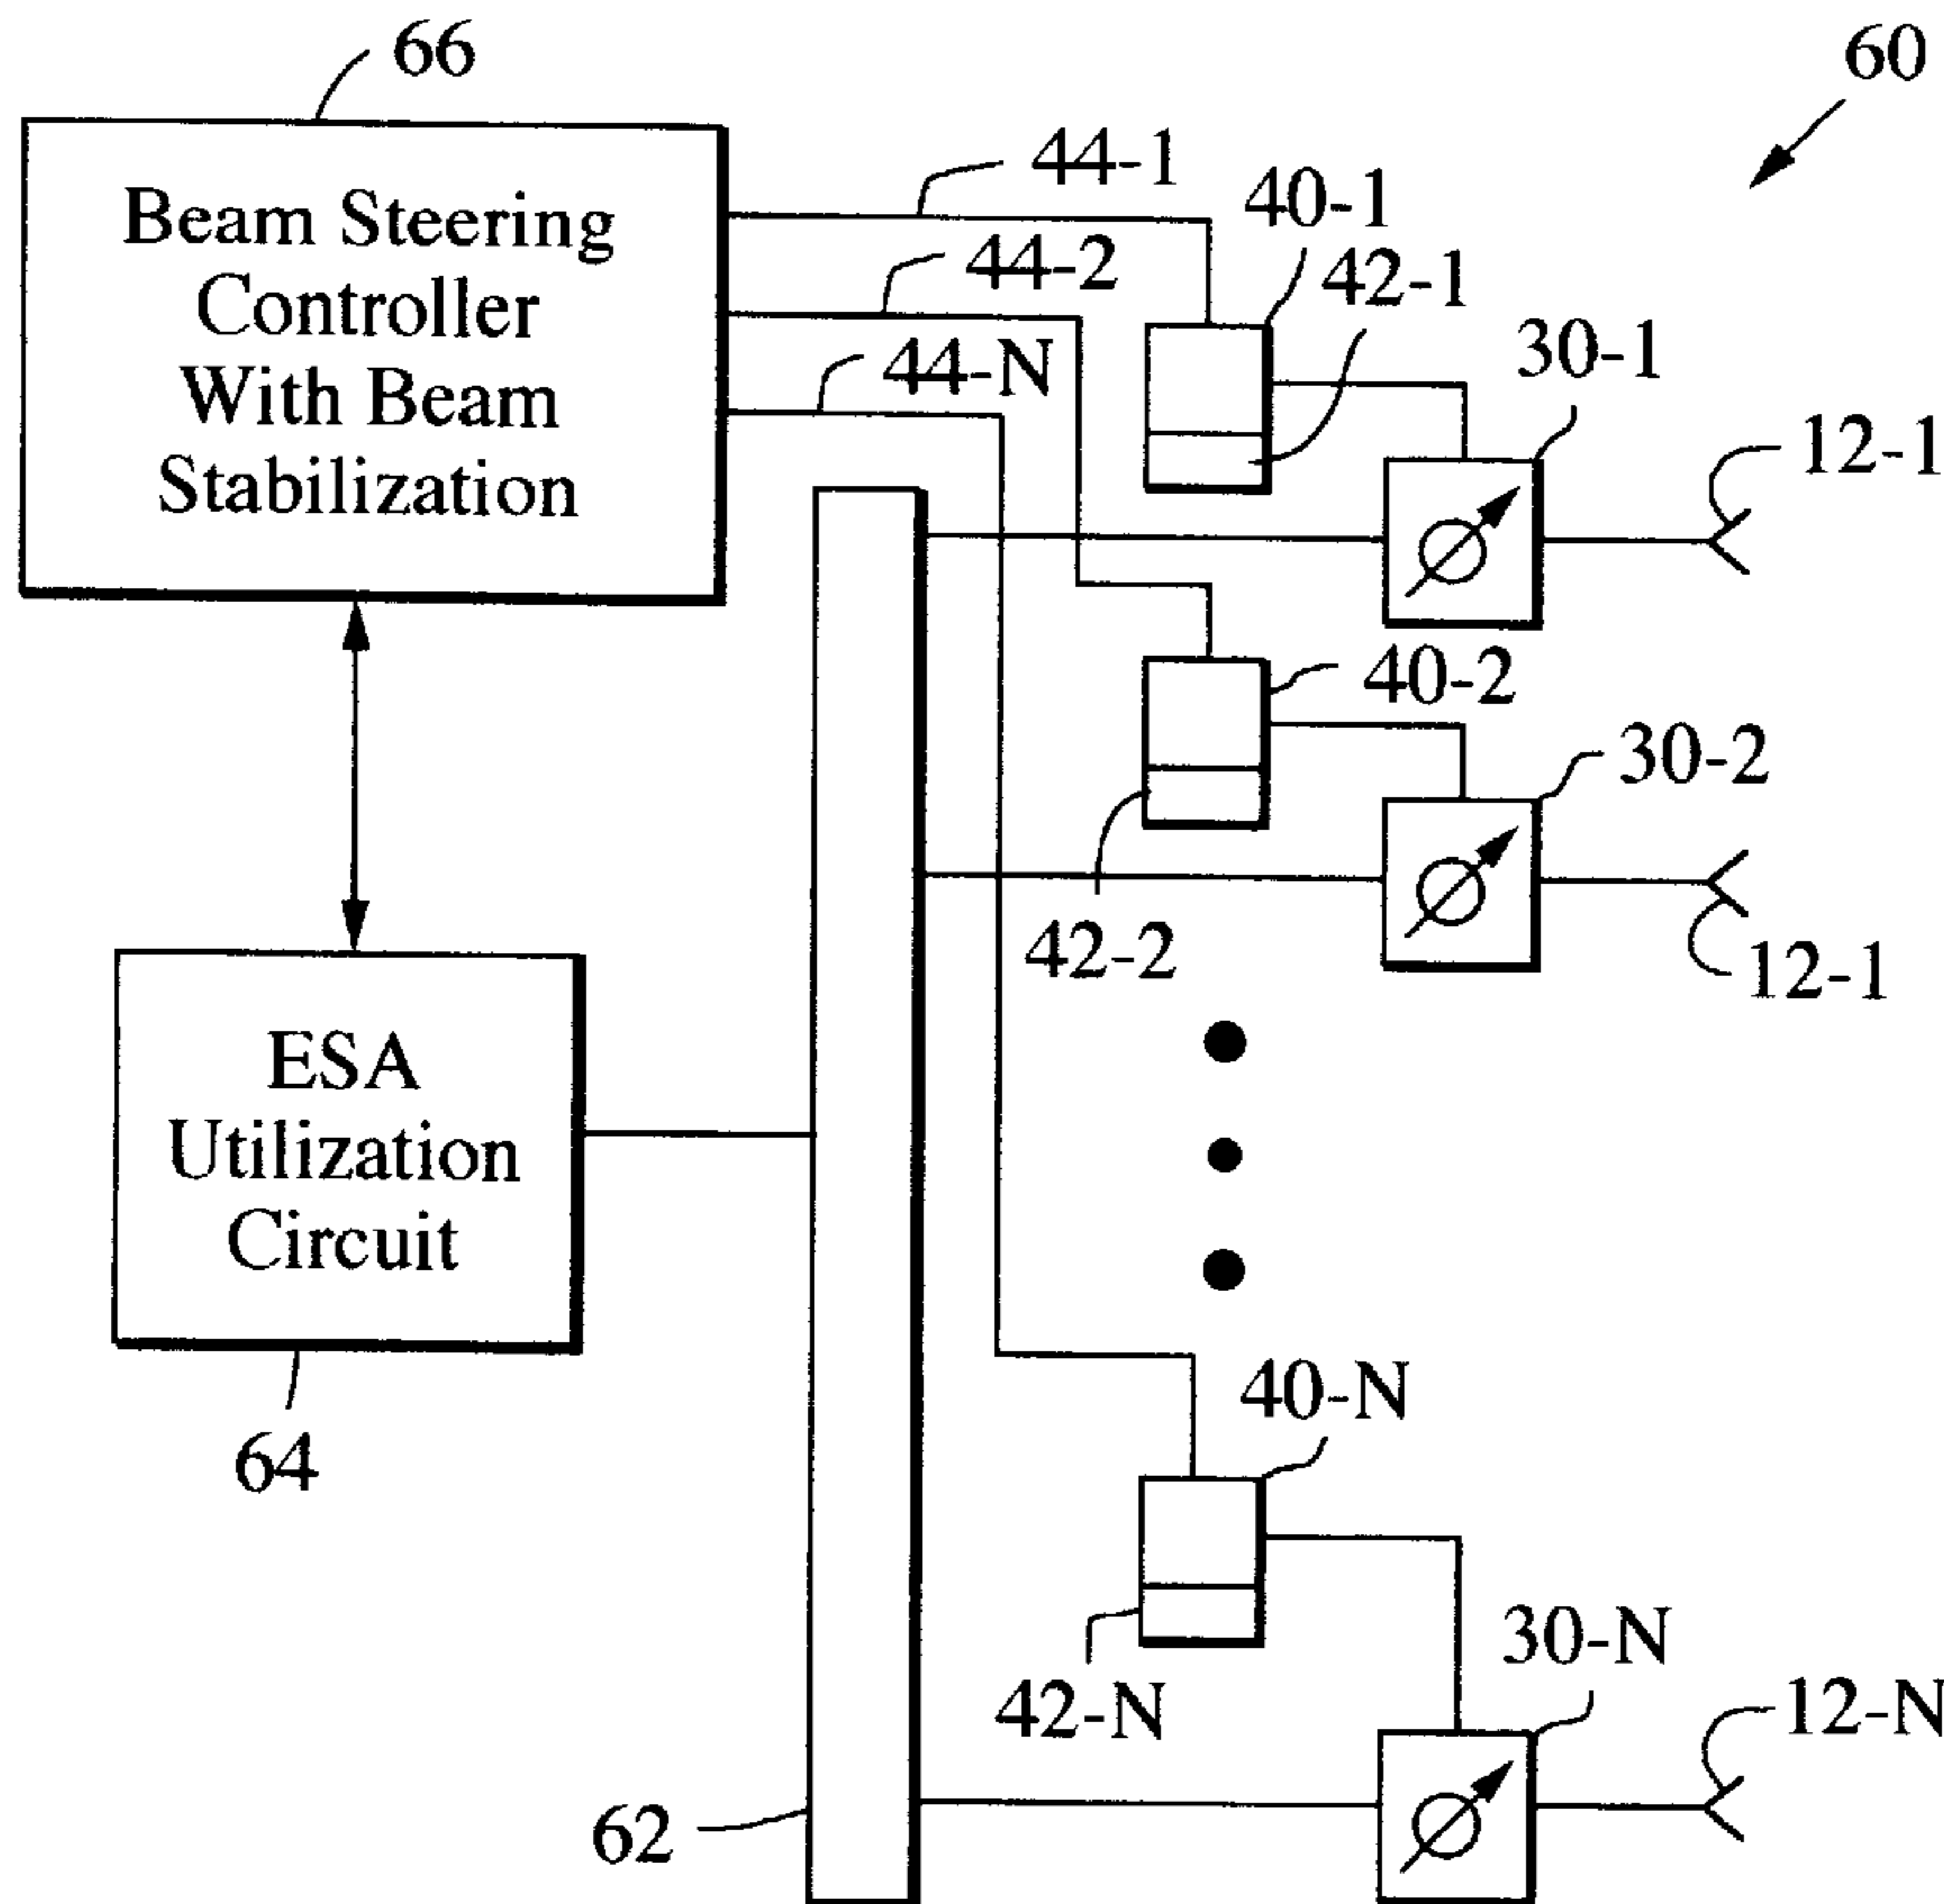 66
60
Beam Steering
Controller
With Beam
Stabilization
44-1
44-2
44-N
40-1
42-1
30-1
12-1
40-2
30-2
42-2
12-1
ESA
Utilization
Circuit
64
40-N
42-N
30-N
12-N
62